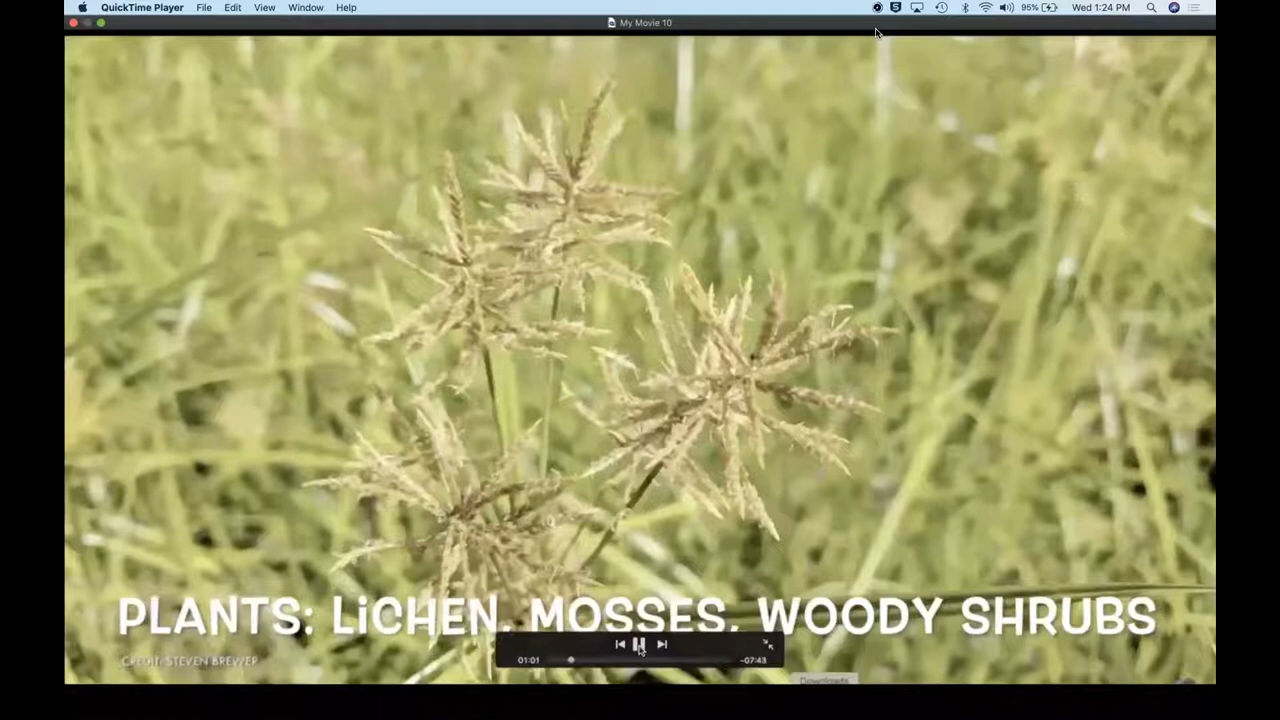 QuickTime Player File Edit View Window Help 95% Wed 1:24 PM
My Movie 10
PLANTS: LiCHEN, MOSSES, WOODY SHRUBS
CREDIT: STEVEN BREWER
01:01 -07:43
Downloads